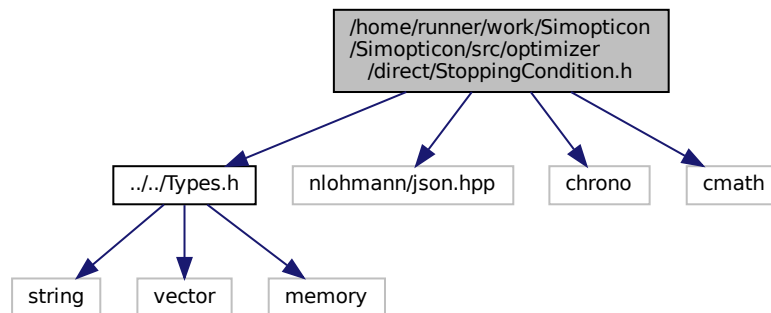 /home/runner/work/Simopticon
/Simopticon/src/optimizer
/direct/StoppingCondition.h
../../Types.h
nlohmann/json.hpp
chrono
cmath
string
vector
memory